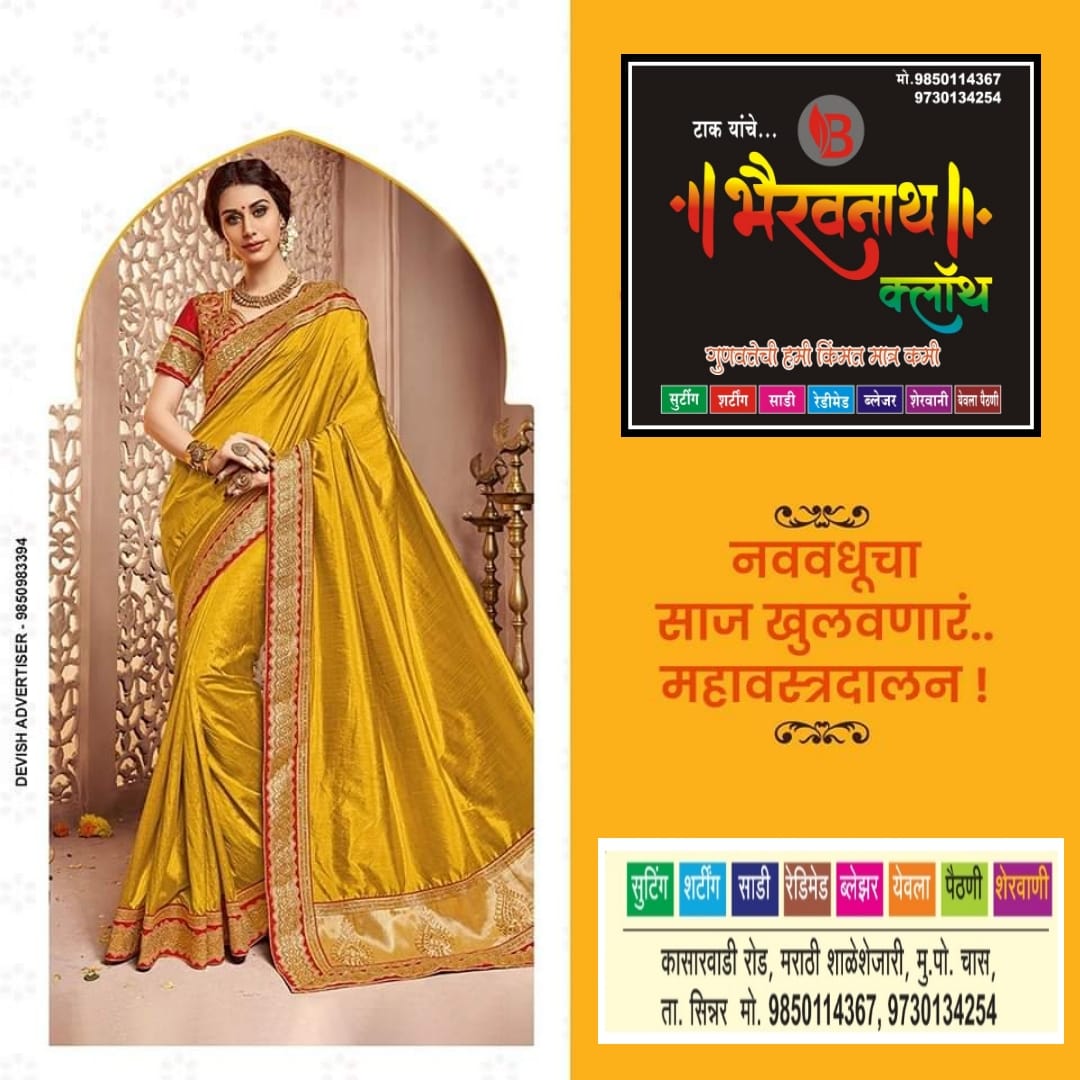 मो.9850114367
9730134254
टाक यांचे...
B
भैरवनाथ
क्लॉथ
गुणवत्तेची हमी किंमत मात्र कमी
सुटींग शर्टींग साडी रेडीमेड ब्लेजर शेरवानी येवला पैठणी
नववधूचा
साज खुलवणारं..
महावस्त्रदालन !
सुटिंग शर्टींग साडी रेडिमेड ब्लेझर येवला पैठणी शेरवाणी
कासारवाडी रोड, मराठी शाळेशेजारी, मु.पो. चास,
ता. सिन्नर मो. 9850114367, 9730134254
DEVISH ADVERTISER - 9850983394